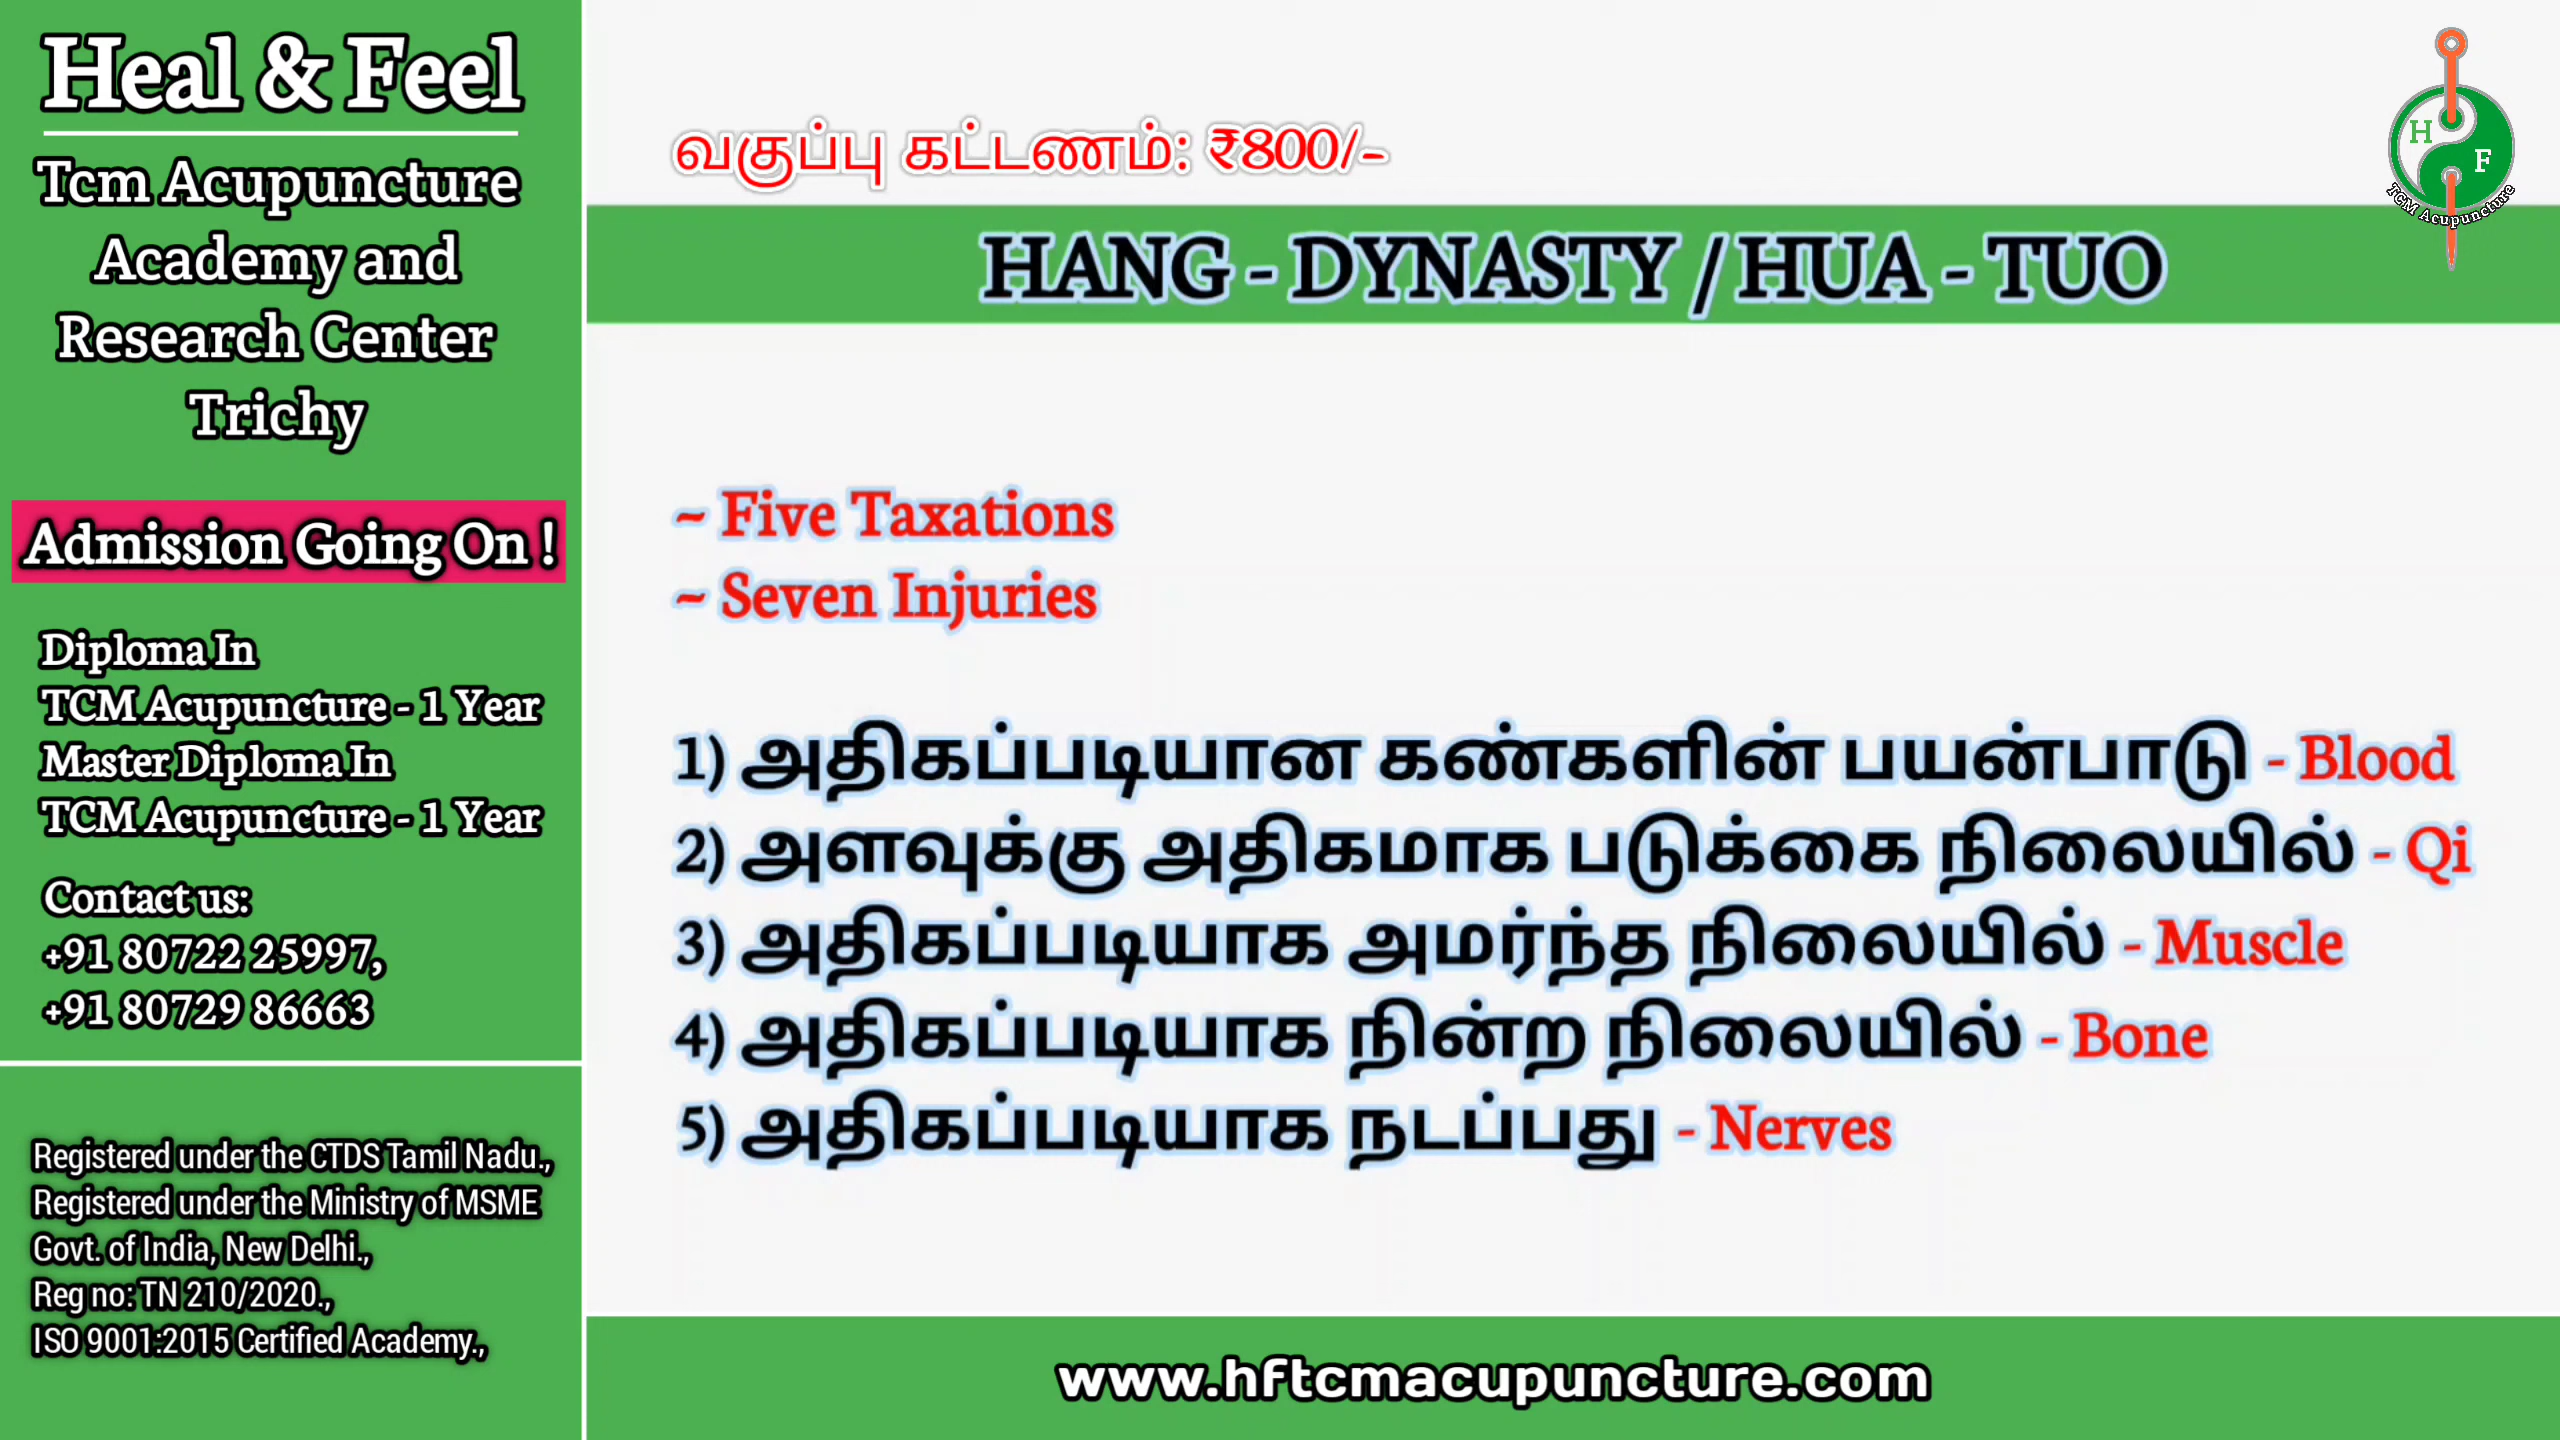 Heal & Feel
Tcm Acupuncture
Academy and
Research Center
Trichy
Admission Going On !
Diploma In
TCM Acupuncture - 1 Year
Master Diploma In
TCM Acupuncture - 1 Year
Contact us:
+91 80722 25997,
+91 80729 86663
Registered under the CTDS Tamil Nadu.,
Registered under the Ministry of MSME
Govt. of India, New Delhi.,
Reg no: TN 210/2020.,
ISO 9001:2015 Certified Academy.,
வகுப்பு கட்டணம்: ₹800/-
H
F
TCM Acupuncture
HANG - DYNASTY / HUA - TUO
~ Five Taxations
~ Seven Injuries
1) அதிகப்படியான கண்களின் பயன்பாடு - Blood
2) அளவுக்கு அதிகமாக படுக்கை நிலையில் - Qi
3) அதிகப்படியாக அமர்ந்த நிலையில் - Muscle
4) அதிகப்படியாக நின்ற நிலையில் - Bone
5) அதிகப்படியாக நடப்பது - Nerves
www.hftcmacupuncture.com